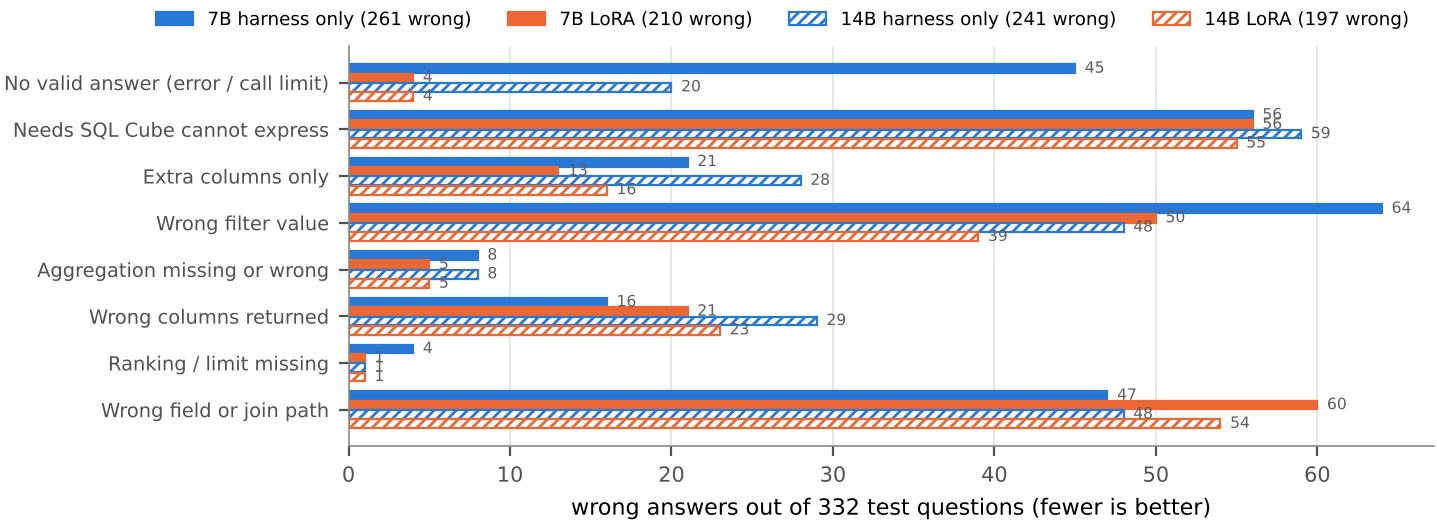 7B harness only (261 wrong) 7B LoRA (210 wrong) 14B harness only (241 wrong) 14B LoRA (197 wrong)
No valid answer (error / call limit) 45 4 20 4
Needs SQL Cube cannot express 56 56 59 55
Extra columns only 21 13 28 16
Wrong filter value 64 50 48 39
Aggregation missing or wrong 8 5 8 5
Wrong columns returned 16 21 29 23
Ranking / limit missing 4 1 1 1
Wrong field or join path 47 60 48 54
0 10 20 30 40 50 60
wrong answers out of 332 test questions (fewer is better)